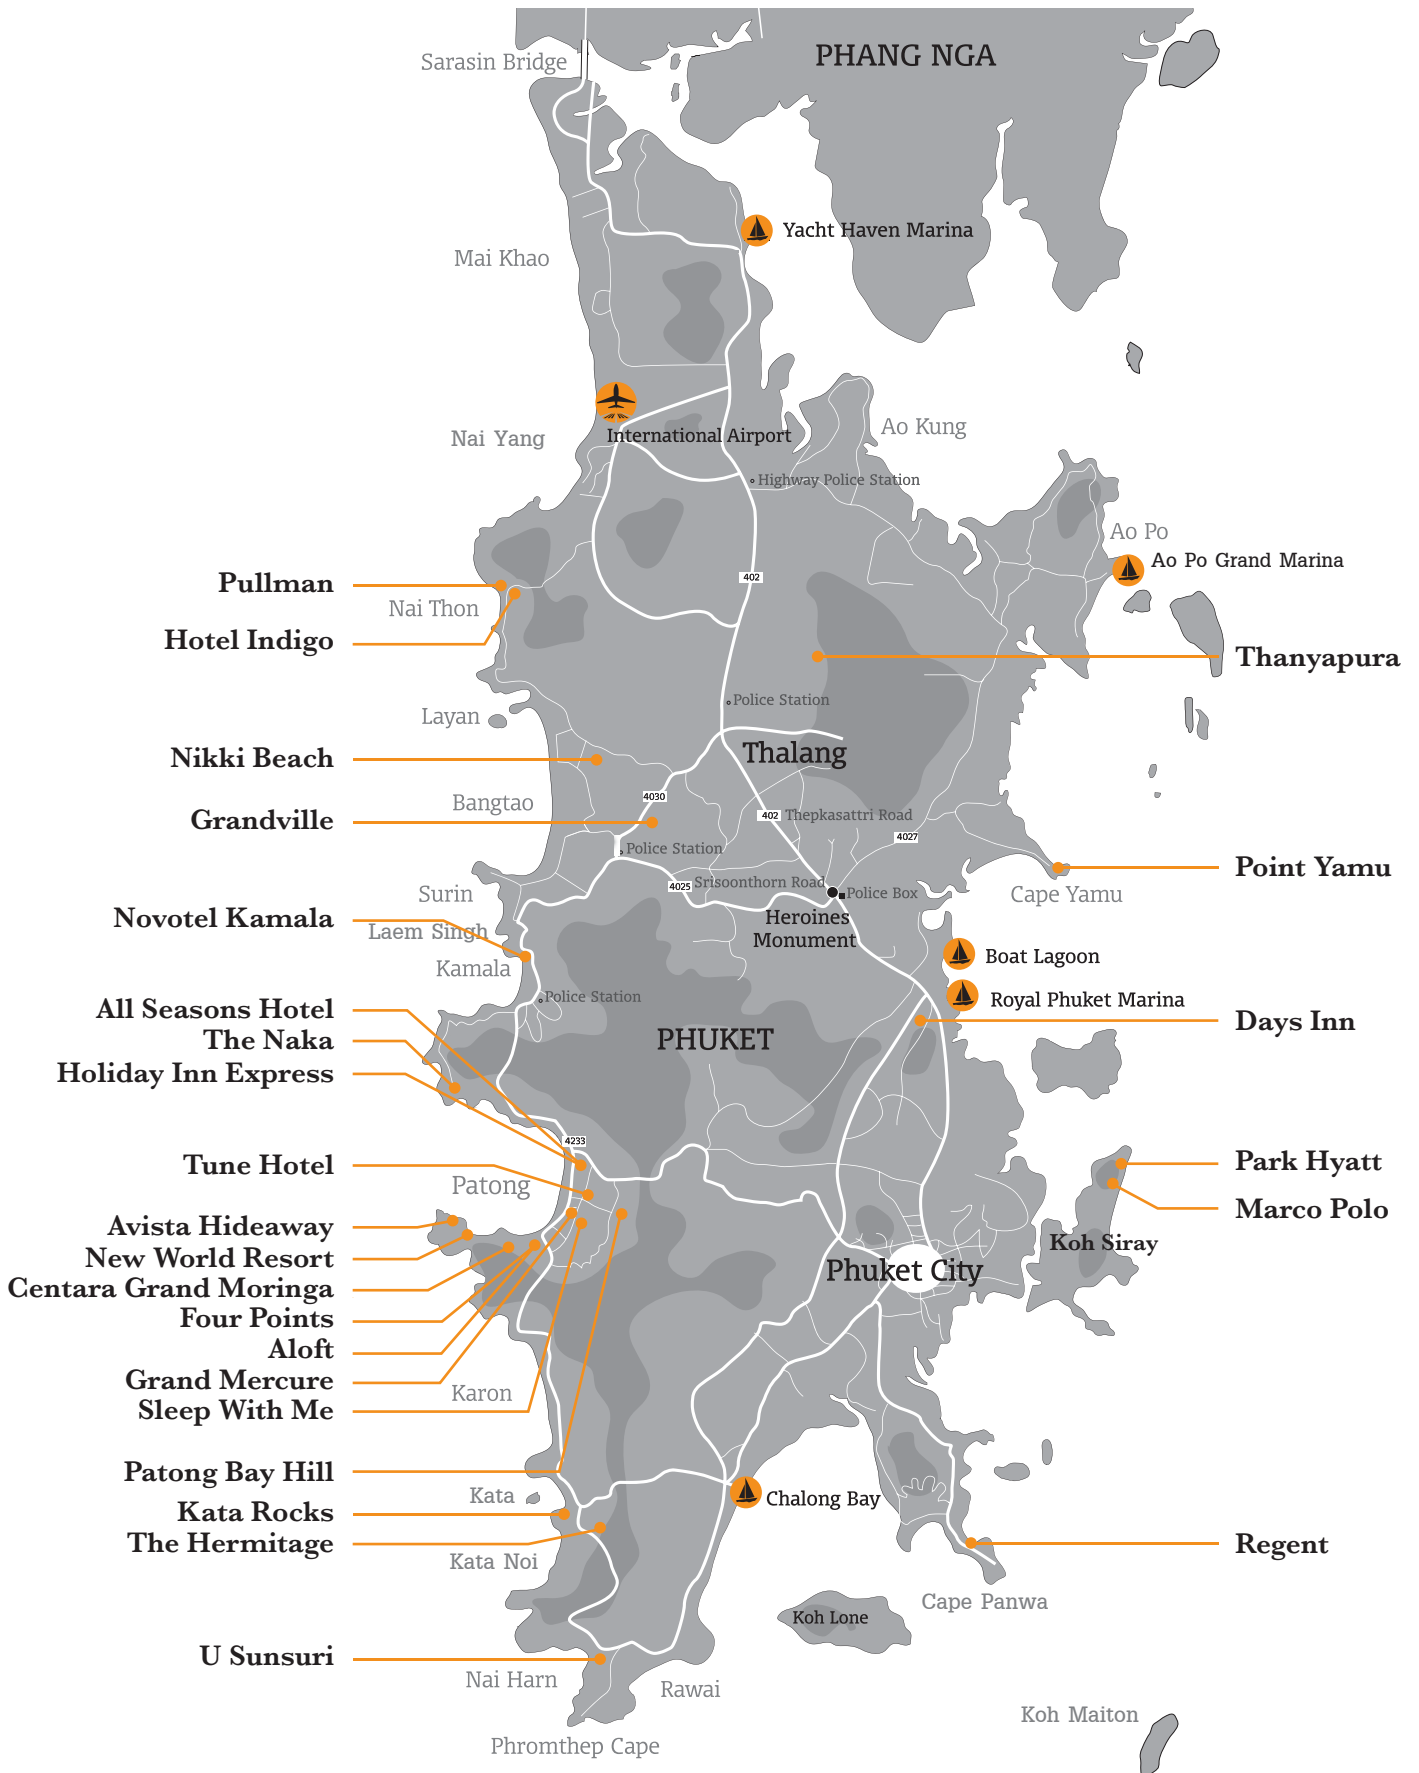 PHANG NGA
Sarasin Bridge
Yacht Haven Marina
Mai Khao
Ao Kung
International Airport
Nai Yang
Highway Police Station
Ao Po
Ao Po Grand Marina
402
Pullman
Nai Thon
Hotel Indigo
Thanyapura
Police Station
Layan
Thalang
Nikki Beach
4030
Bangtao
402
Thepkasattri Road
Grandville
4027
Police Station
Point Yamu
4025
Srisoonthorn Road
Police Box
Surin
Cape Yamu
Heroines
Monument
Novotel Kamala
Laem Singh
Boat Lagoon
Kamala
Police Station
Royal Phuket Marina
All Seasons Hotel
Days Inn
The Naka
PHUKET
Holiday Inn Express
4233
Tune Hotel
Park Hyatt
Patong
Marco Polo
Avista Hideaway
Koh Siray
New World Resort
Phuket City
Centara Grand Moringa
Four Points
Aloft
Grand Mercure
Karon
Sleep With Me
Patong Bay Hill
Kata
Chalong Bay
Kata Rocks
The Hermitage
Regent
Kata Noi
Cape Panwa
Koh Lone
U Sunsuri
Nai Harn
Rawai
Koh Maiton
Phromthep Cape